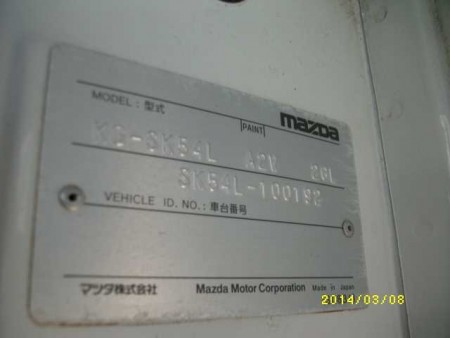 mazda
MODEL：型式
PAINT
KC-SK54L A2V 2GL
SK54L-100192
VEHICLE ID. NO.：車台番号
マツダ株式会社 Mazda Motor Corporation Made in Japan
2014/03/08